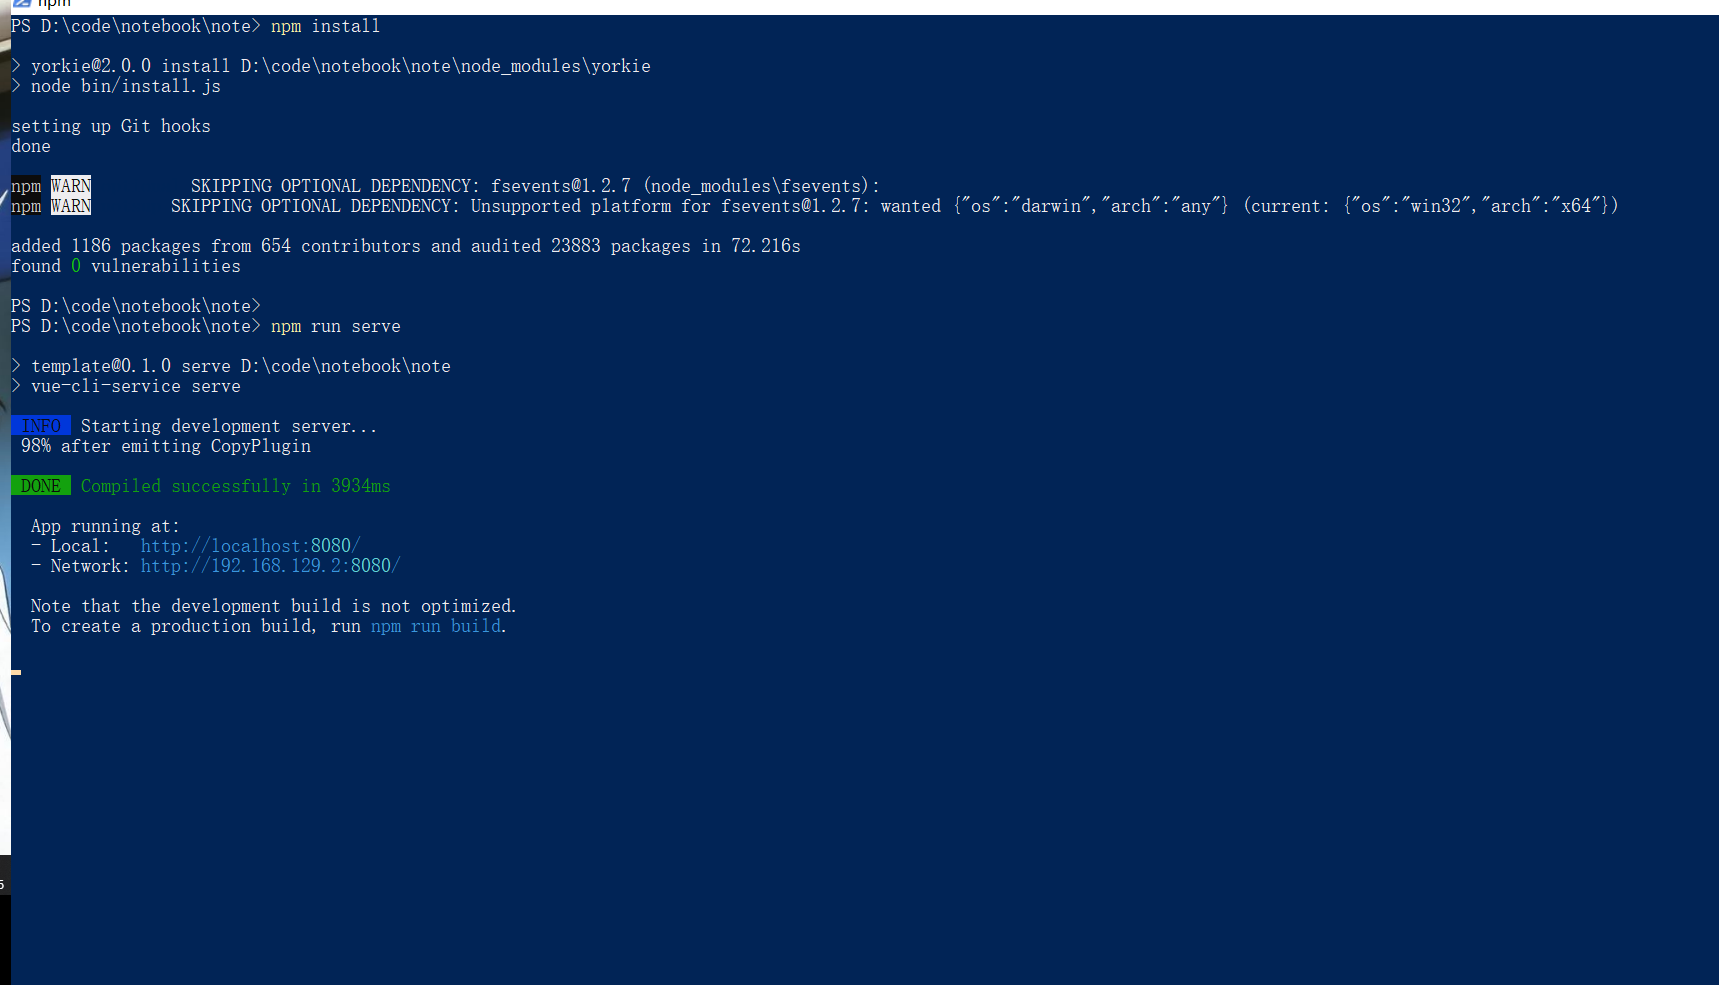 npm
PS D:\code\notebook\note> npm install
> yorkie@2.0.0 install D:\code\notebook\note\node_modules\yorkie
> node bin/install.js
setting up Git hooks
done
npm WARN SKIPPING OPTIONAL DEPENDENCY: fsevents@1.2.7 (node_modules\fsevents):
npm WARN SKIPPING OPTIONAL DEPENDENCY: Unsupported platform for fsevents@1.2.7: wanted {"os":"darwin","arch":"any"} (current: {"os":"win32","arch":"x64"})
added 1186 packages from 654 contributors and audited 23883 packages in 72.216s
found 0 vulnerabilities
PS D:\code\notebook\note>
PS D:\code\notebook\note> npm run serve
> template@0.1.0 serve D:\code\notebook\note
> vue-cli-service serve
INFO Starting development server...
98% after emitting CopyPlugin
DONE Compiled successfully in 3934ms
App running at:
- Local: http://localhost:8080/
- Network: http://192.168.129.2:8080/
Note that the development build is not optimized.
To create a production build, run npm run build.